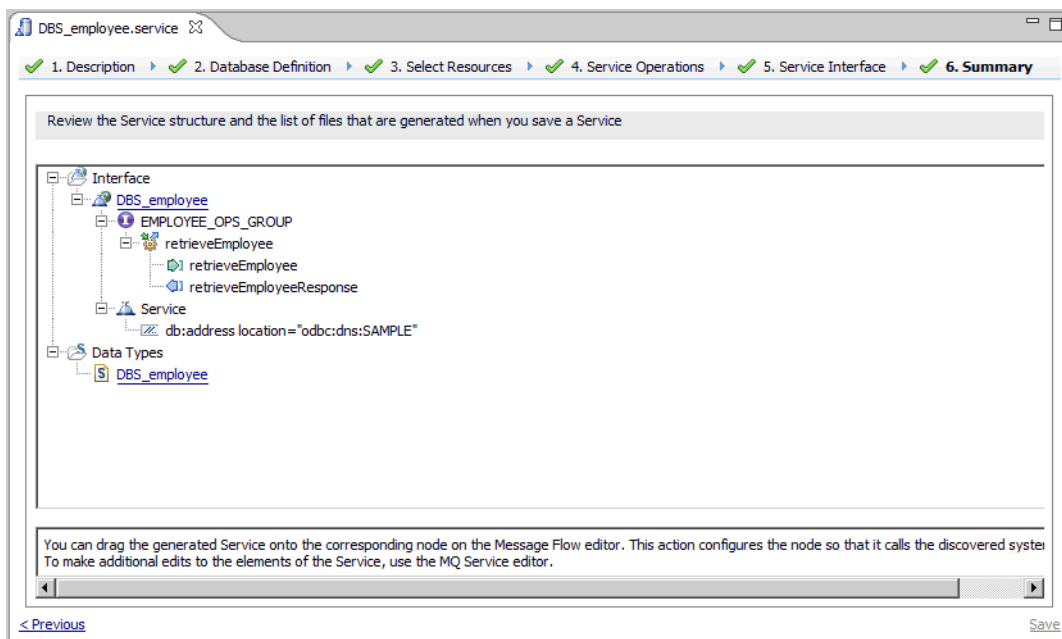 DBS_employee.service
1. Description 2. Database Definition 3. Select Resources 4. Service Operations 5. Service Interface 6. Summary
Review the Service structure and the list of files that are generated when you save a Service
Interface
DBS_employee
EMPLOYEE_OPS_GROUP
retrieveEmployee
retrieveEmployee
retrieveEmployeeResponse
Service
db:address location="odbc:dns:SAMPLE"
Data Types
DBS_employee
You can drag the generated Service onto the corresponding node on the Message Flow editor. This action configures the node so that it calls the discovered
To make additional edits to the elements of the Service, use the MQ Service editor.
< Previous Save